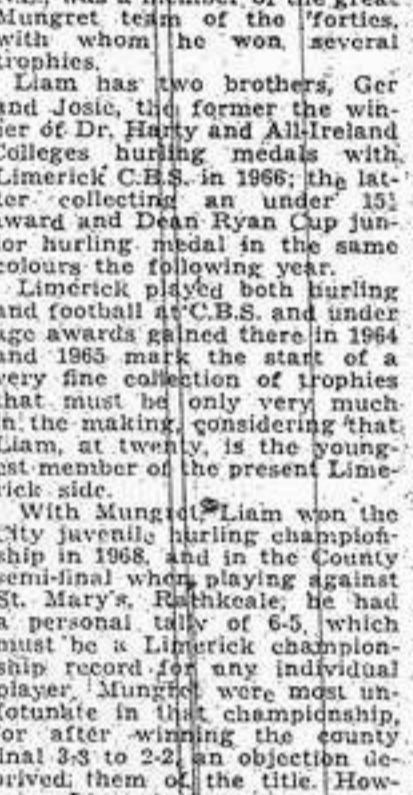 Mungret team of the 'forties,
with whom he won several
trophies.
Liam has two brothers, Ger
and Josie, the former the win-
ner of Dr. Harty and All-Ireland
Colleges hurling medals with
Limerick C.B.S. in 1966; the lat-
ter collecting an under 15½
award and Dean Ryan Cup jun-
ior hurling medal in the same
colours the following year.
Limerick played both hurling
and football at C.B.S. and under
age awards gained there in 1964
and 1965 mark the start of a
very fine collection of trophies
that must be only very much
in the making, considering that
Liam, at twenty, is the young-
est member of the present Lime-
rick side.
With Mungret, Liam won the
City juvenile hurling champion-
ship in 1968, and in the County
semi-final when playing against
St. Mary's, Rathkeale; he had
a personal tally of 6-5, which
must be a Limerick champion-
ship record for any individual
player. Mungret were most un-
fotunate in that championship,
for after winning the county
final 3-3 to 2-2, an objection de-
prived them of the title. How-